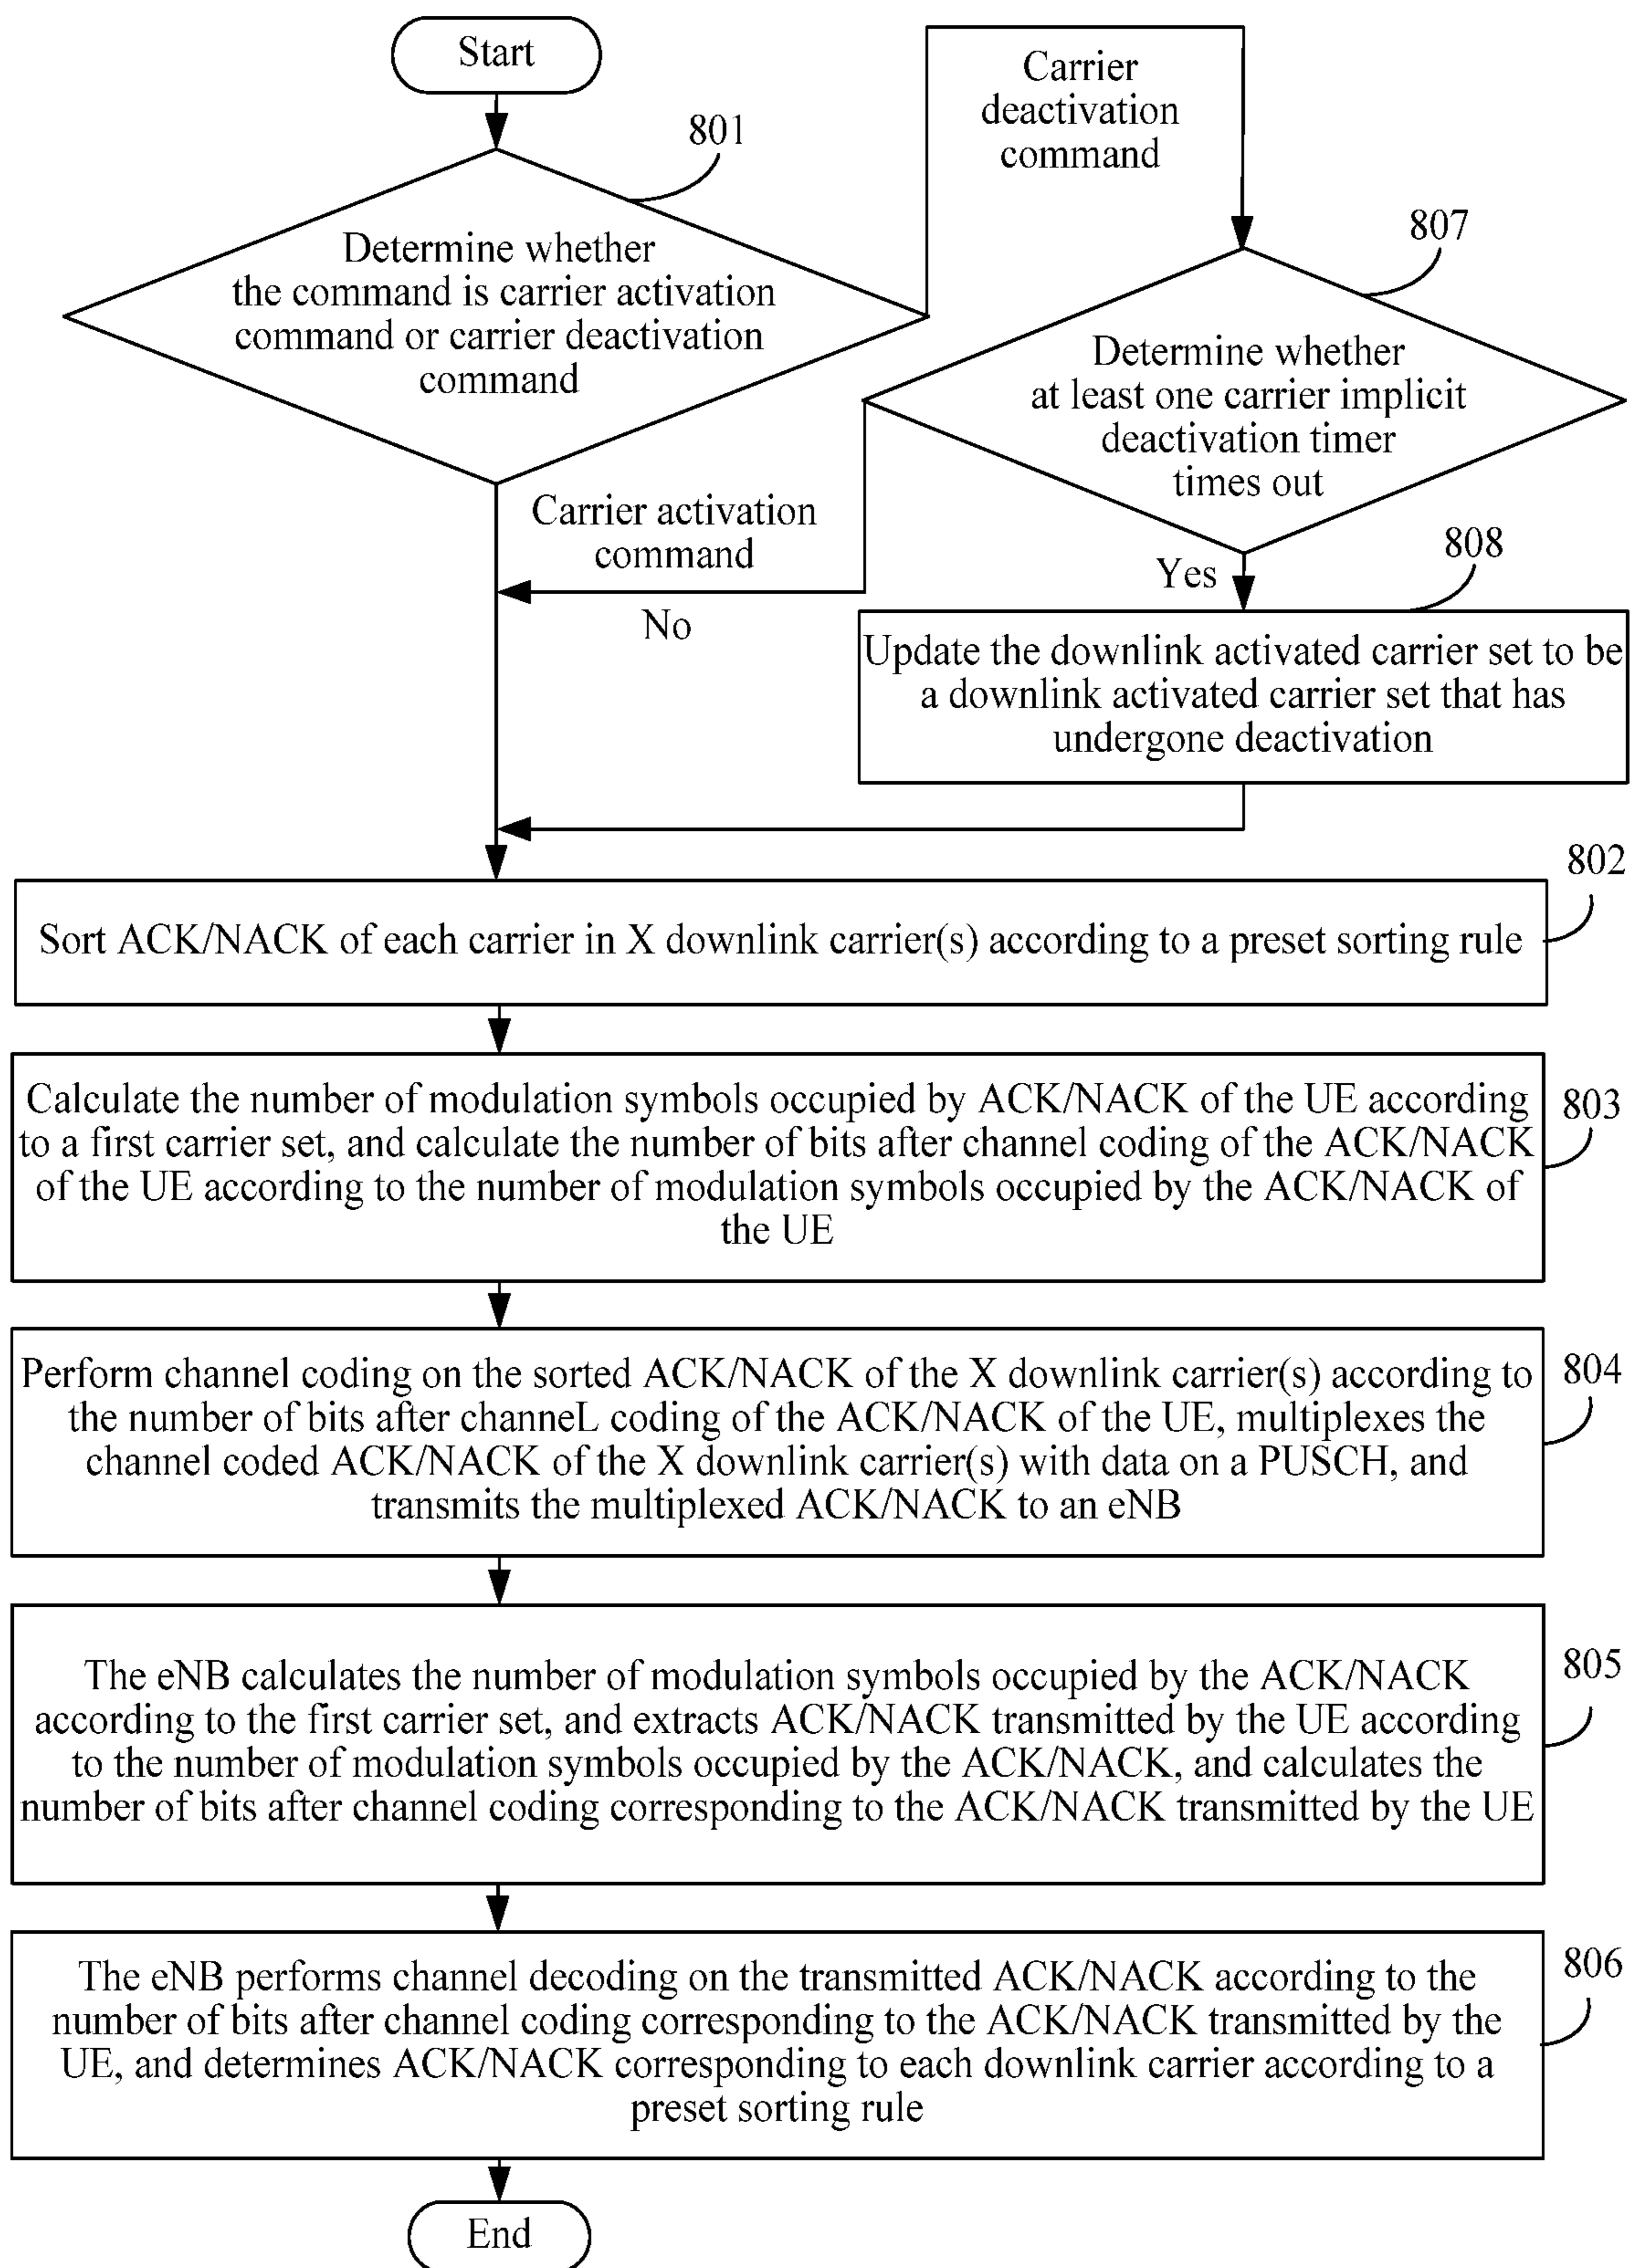 Start
801
Determine whether
the command is carrier activation
command or carrier deactivation
command
Carrier
deactivation
command
807
Determine whether
at least one carrier implicit
deactivation timer
times out
Carrier activation
command
No
Yes
808
Update the downlink activated carrier set to be
a downlink activated carrier set that has
undergone deactivation
802
Sort ACK/NACK of each carrier in X downlink carrier(s) according to a preset sorting rule
Calculate the number of modulation symbols occupied by ACK/NACK of the UE according
to a first carrier set, and calculate the number of bits after channel coding of the ACK/NACK
of the UE according to the number of modulation symbols occupied by the ACK/NACK of
the UE
803
Perform channel coding on the sorted ACK/NACK of the X downlink carrier(s) according to
the number of bits after channeL coding of the ACK/NACK of the UE, multiplexes the
channel coded ACK/NACK of the X downlink carrier(s) with data on a PUSCH, and
transmits the multiplexed ACK/NACK to an eNB
804
The eNB calculates the number of modulation symbols occupied by the ACK/NACK
according to the first carrier set, and extracts ACK/NACK transmitted by the UE according
to the number of modulation symbols occupied by the ACK/NACK, and calculates the
number of bits after channel coding corresponding to the ACK/NACK transmitted by the UE
805
The eNB performs channel decoding on the transmitted ACK/NACK according to the
number of bits after channel coding corresponding to the ACK/NACK transmitted by the
UE, and determines ACK/NACK corresponding to each downlink carrier according to a
preset sorting rule
806
End